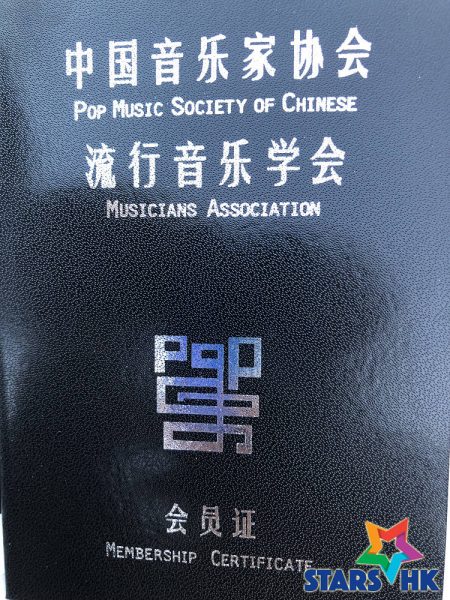 中国音乐家协会
POP MUSIC SOCIETY OF CHINESE
流行音乐学会
MUSICIANS ASSOCIATION
pop
会员证
MEMBERSHIP CERTIFICATE
STARS HK